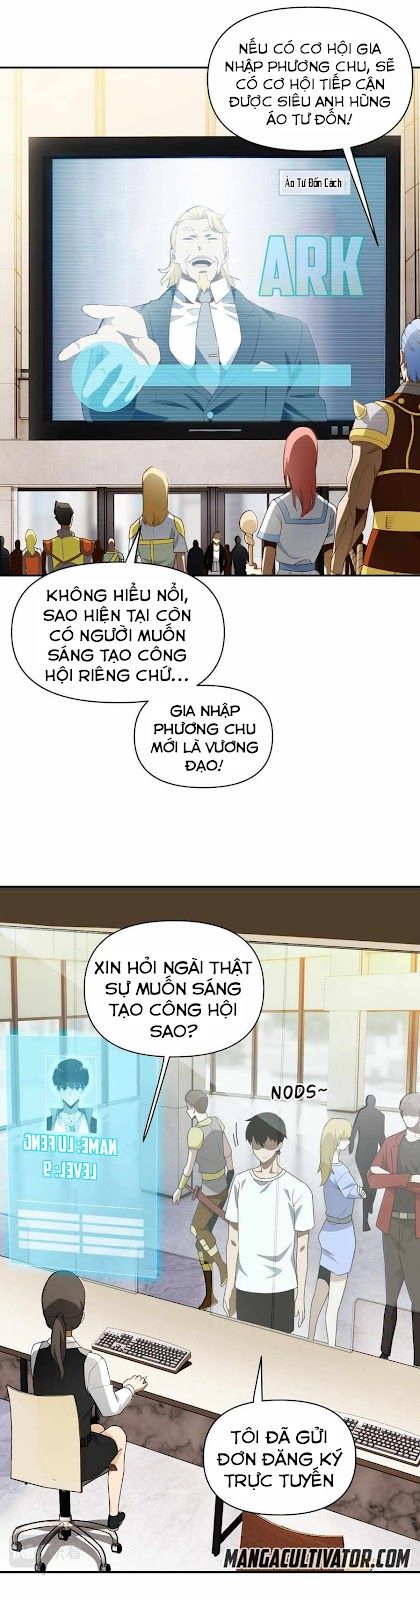 NẾU CÓ CƠ HỘI GIA
NHẬP PHƯƠNG CHU, SẼ
CÓ CƠ HỘI TIẾP CẬN
ĐƯỢC SIÊU ANH HÙNG
ÁO TƯ ĐỐN!
Áo Tư Đốn Cách
ARK
KHÔNG HIỂU NỔI,
SAO HIỆN TẠI CÒN
CÓ NGƯỜI MUỐN
SÁNG TẠO CÔNG
HỘI RIÊNG CHỨ...
GIA NHẬP
PHƯƠNG CHU
MỚI LÀ VƯƠNG
ĐẠO!
XIN HỎI NGÀI THẬT
SỰ MUỐN SÁNG
TẠO CÔNG HỘI
SAO?
NODS~
NAME: LU FENG
LEVEL: 9
TÔI ĐÃ GỬI
ĐƠN ĐĂNG KÝ
TRỰC TUYẾN
MANGACULTIVATOR.COM